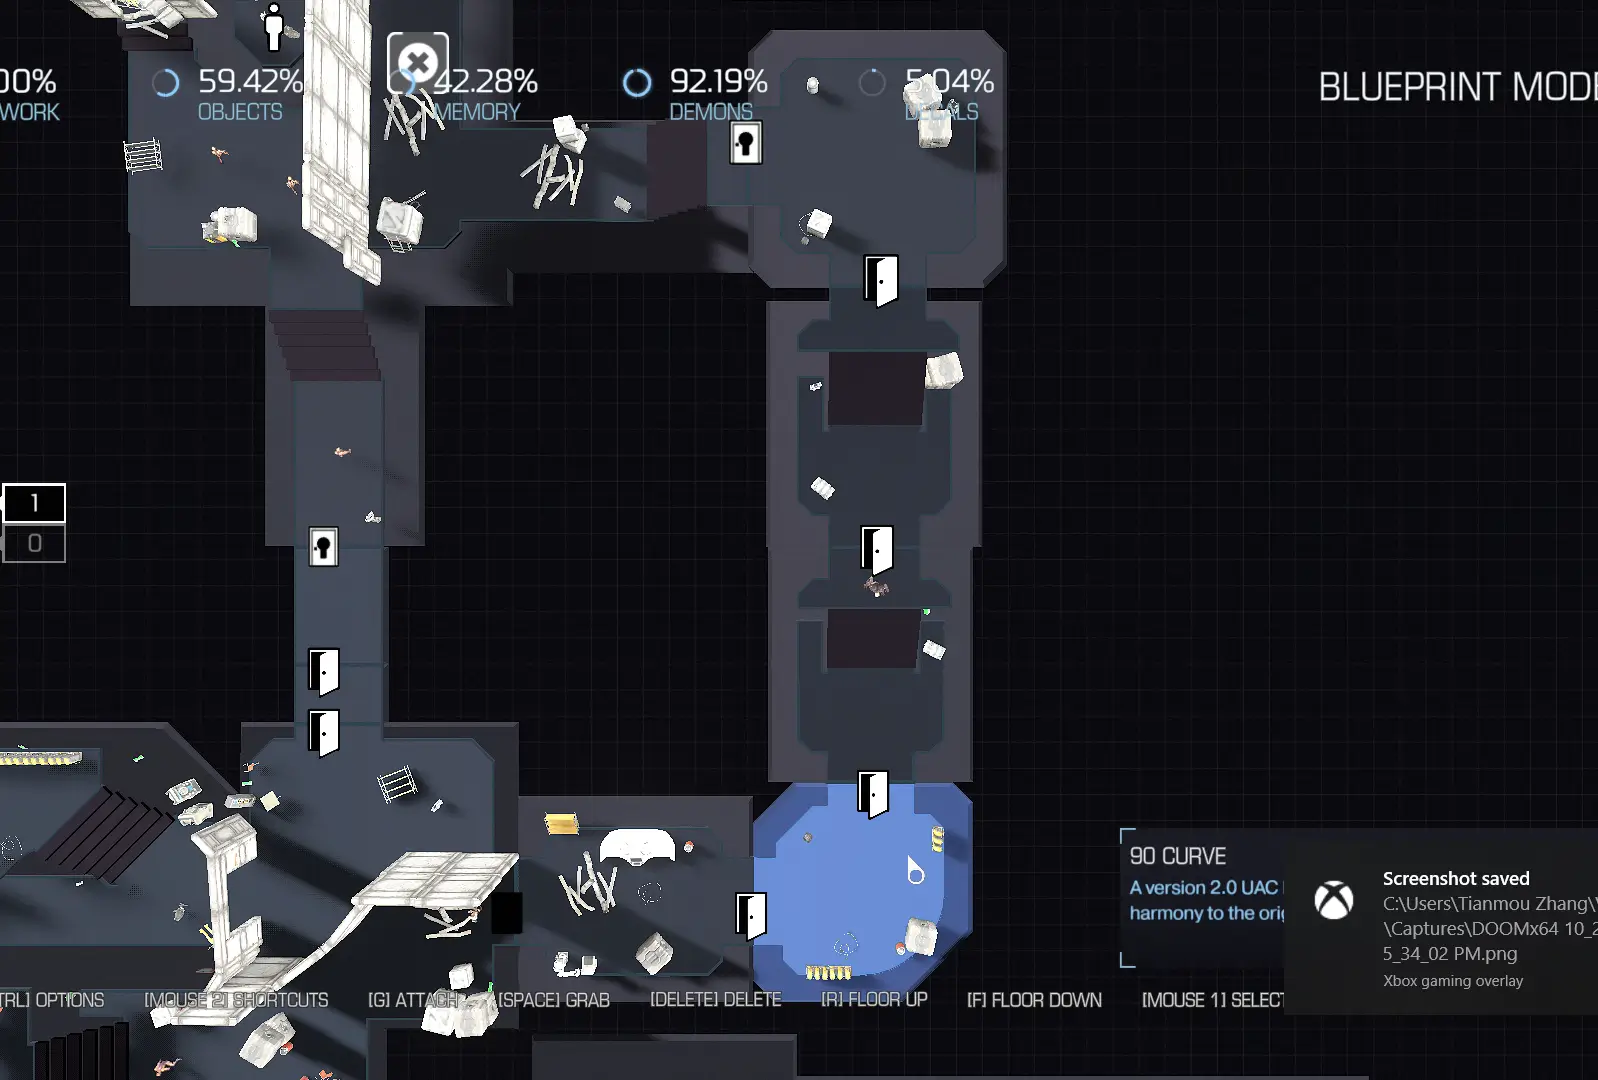 00% 59.42% 42.28% 92.19% 5.04%
WORK OBJECTS MEMORY DEMONS DECALS
BLUEPRINT MODE
1
0
90 CURVE
A version 2.0 UAC
harmony to the orig
Screenshot saved
C:\Users\Tianmou Zhang\V
\Captures\DOOMx64 10_2
5_34_02 PM.png
Xbox gaming overlay
TRL] OPTIONS [MOUSE 2] SHORTCUTS [G] ATTACH [SPACE] GRAB [DELETE] DELETE [R] FLOOR UP [F] FLOOR DOWN [MOUSE 1] SELECT